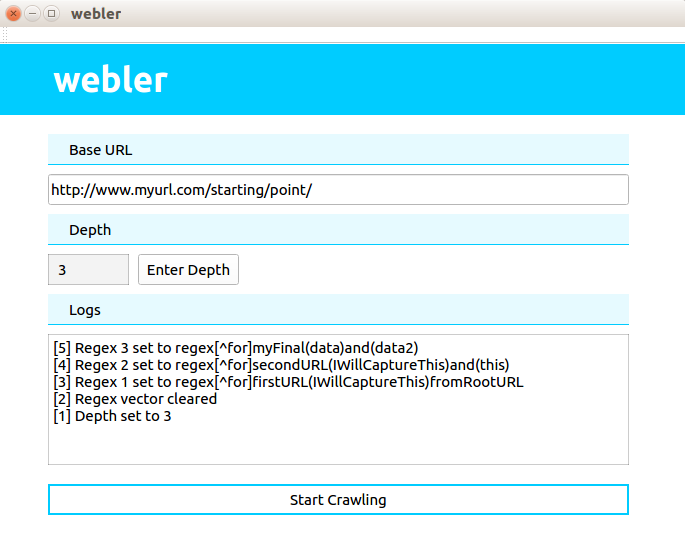 webler
webler
Base URL
http://www.myurl.com/starting/point/
Depth
3 Enter Depth
Logs
[5] Regex 3 set to regex[^for]myFinal(data)and(data2)
[4] Regex 2 set to regex[^for]secondURL(IWillCaptureThis)and(this)
[3] Regex 1 set to regex[^for]firstURL(IWillCaptureThis)fromRootURL
[2] Regex vector cleared
[1] Depth set to 3
Start Crawling